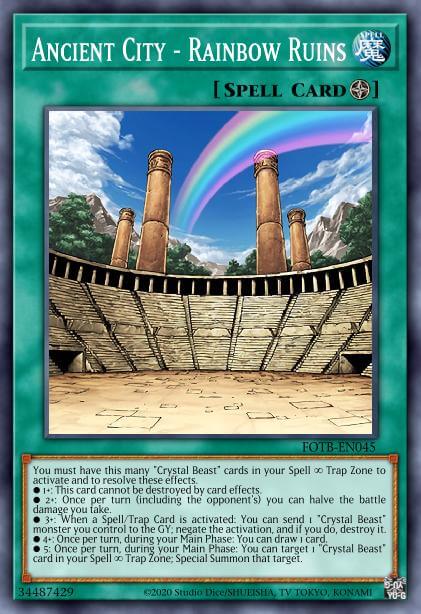 Ancient City - Rainbow Ruins
SPELL
魔
[Spell Card]
FOTB-EN045
You must have this many "Crystal Beast" cards in your Spell ∞ Trap Zone to
activate and to resolve these effects.
● 1+: This card cannot be destroyed by card effects.
● 2+: Once per turn (including the opponent's) you can halve the battle
damage you take.
● 3+: When a Spell/Trap Card is activated: You can send 1 "Crystal Beast"
monster you control to the GY; negate the activation, and if you do, destroy it.
● 4+: Once per turn, during your Main Phase: You can draw 1 card.
● 5: Once per turn, during your Main Phase: You can target 1 "Crystal
Beast" card in your Spell ∞ Trap Zone; Special Summon that target.
34487429
©2020 Studio Dice/SHUEISHA, TV TOKYO, KONAMI